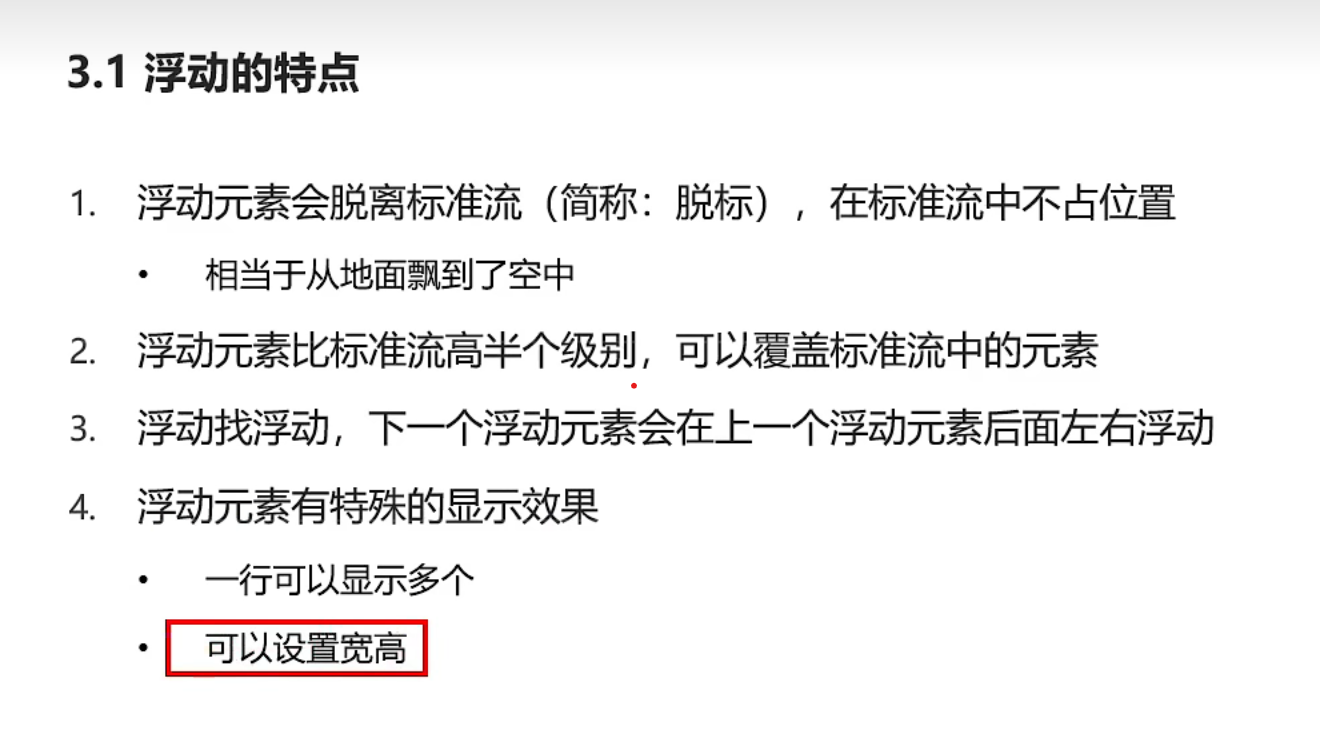 3.1 浮动的特点
1. 浮动元素会脱离标准流（简称：脱标），在标准流中不占位置
• 相当于从地面飘到了空中
2. 浮动元素比标准流高半个级别，可以覆盖标准流中的元素
3. 浮动找浮动，下一个浮动元素会在上一个浮动元素后面左右浮动
4. 浮动元素有特殊的显示效果
• 一行可以显示多个
• 可以设置宽高